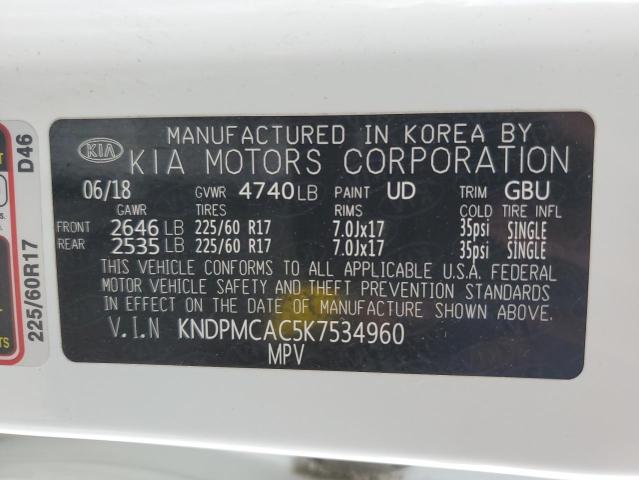 MANUFACTURED IN KOREA BY
KIA KIA MOTORS CORPORATION
06/18 GVWR 4740LB PAINT UD TRIM GBU
GAWR TIRES RIMS COLD TIRE INFL
FRONT 2646 LB 225/60 R17 7.0Jx17 35psi SINGLE
REAR 2535 LB 225/60 R17 7.0Jx17 35psi SINGLE
THIS VEHICLE CONFORMS TO ALL APPLICABLE U.S.A. FEDERAL
MOTOR VEHICLE SAFETY AND THEFT PREVENTION STANDARDS
IN EFFECT ON THE DATE OF MANUFACTURE SHOWN ABOVE.
V.I.N KNDPMCAC5K7534960
MPV
D46
225/60R17